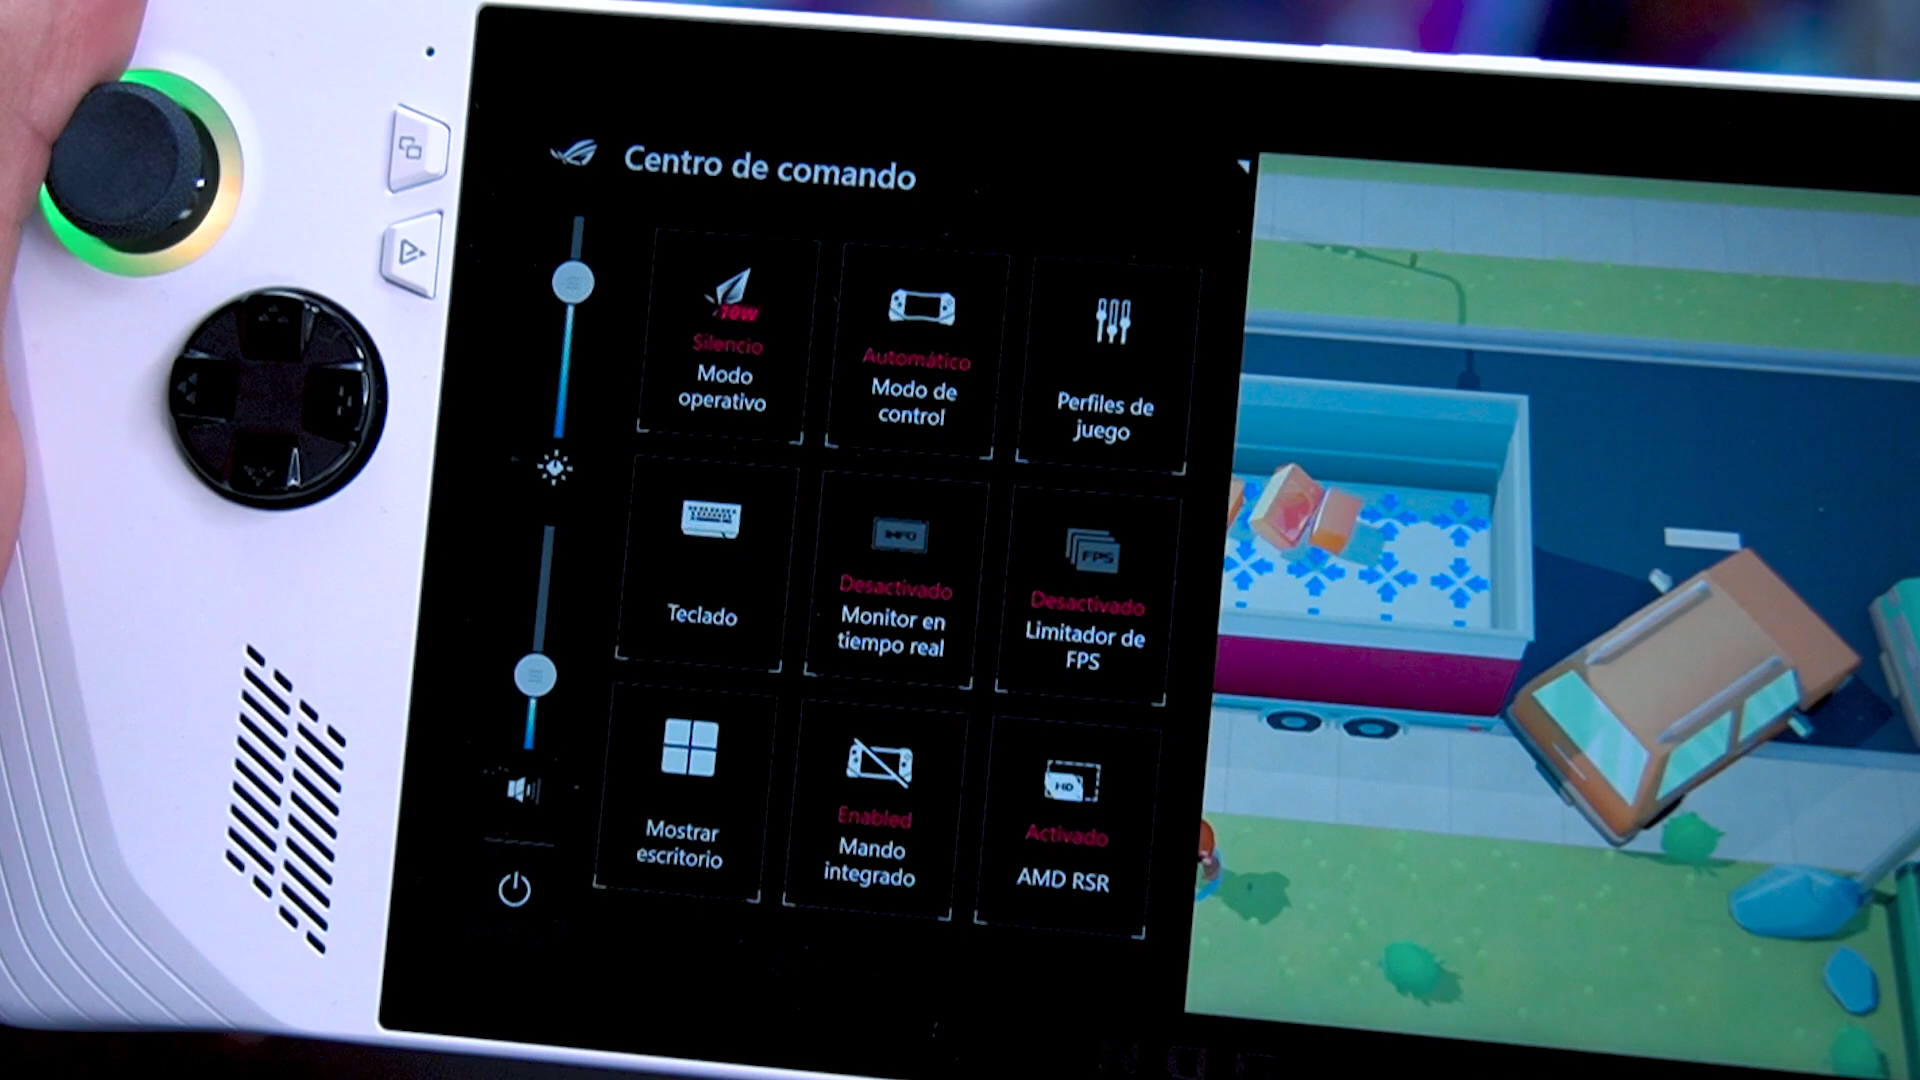 Centro de comando
10W
Silencio
Modo
operativo
Automático
Modo de
control
Perfiles de
juego
Teclado
INFO
Desactivado
Monitor en
tiempo real
FPS
Desactivado
Limitador de
FPS
Mostrar
escritorio
Enabled
Mando
integrado
HD
Activado
AMD RSR